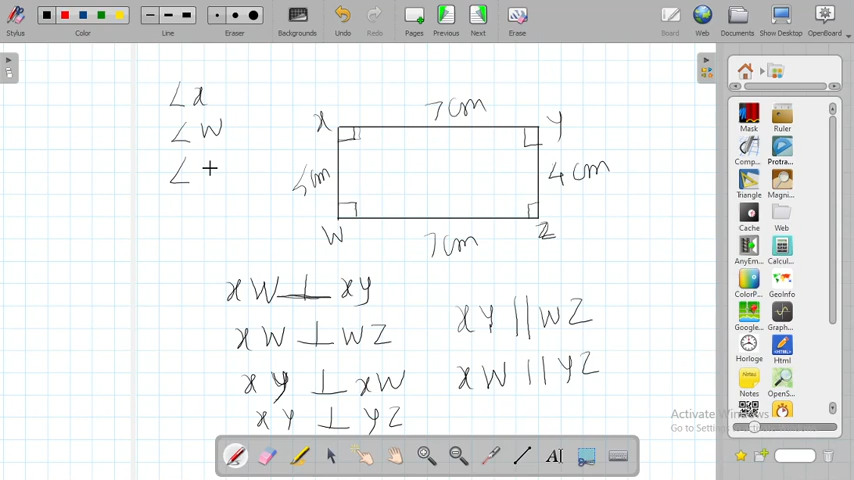 Stylus
Color
Line
Eraser
Backgrounds
Undo
Redo
Pages
Previous
Next
Erase
Board
Web
Documents
Show Desktop
OpenBoard
∠x
∠W
∠
x
7cm
y
4cm
W
7cm
Z
xW ⊥ xy
xW ⊥ WZ
xy ⊥ xW
xy ⊥ yZ
xy || WZ
xW || yZ
Mask
Ruler
Comp...
Protra...
Triangle
Magni...
Cache
Web
AnyEm...
Calcul...
ColorP...
GeoInfo
Google...
Graph...
Horloge
Html
Notes
OpenS...
Activate Windows
Go to Settings